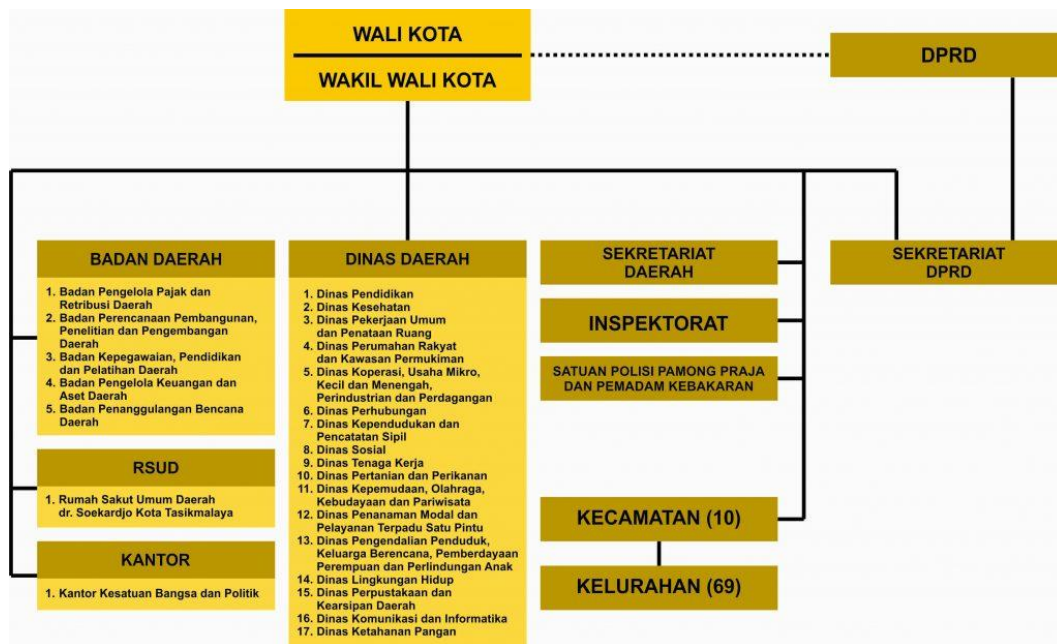 WALI KOTA
WAKIL WALI KOTA
DPRD
BADAN DAERAH
1. Badan Pengelola Pajak dan
Retribusi Daerah
2. Badan Perencanaan Pembangunan,
Penelitian dan Pengembangan
Daerah
3. Badan Kepegawaian, Pendidikan
dan Pelatihan Daerah
4. Badan Pengelola Keuangan dan
Aset Daerah
5. Badan Penanggulangan Bencana
Daerah
RSUD
1. Rumah Sakut Umum Daerah
dr. Soekardjo Kota Tasikmalaya
KANTOR
1. Kantor Kesatuan Bangsa dan Politik
DINAS DAERAH
1. Dinas Pendidikan
2. Dinas Kesehatan
3. Dinas Pekerjaan Umum
dan Penataan Ruang
4. Dinas Perumahan Rakyat
dan Kawasan Permukiman
5. Dinas Koperasi, Usaha Mikro,
Kecil dan Menengah,
Perindustrian dan Perdagangan
6. Dinas Perhubungan
7. Dinas Kependudukan dan
Pencatatan Sipil
8. Dinas Sosial
9. Dinas Tenaga Kerja
10. Dinas Pertanian dan Perikanan
11. Dinas Kepemudaan, Olahraga,
Kebudayaan dan Pariwisata
12. Dinas Penanaman Modal dan
Pelayanan Terpadu Satu Pintu
13. Dinas Pengendalian Penduduk,
Keluarga Berencana, Pemberdayaan
Perempuan dan Perlindungan Anak
14. Dinas Lingkungan Hidup
15. Dinas Perpustakaan dan
Kearsipan Daerah
16. Dinas Komunikasi dan Informatika
17. Dinas Ketahanan Pangan
SEKRETARIAT
DAERAH
INSPEKTORAT
SATUAN POLISI PAMONG PRAJA
DAN PEMADAM KEBAKARAN
KECAMATAN (10)
KELURAHAN (69)
SEKRETARIAT
DPRD